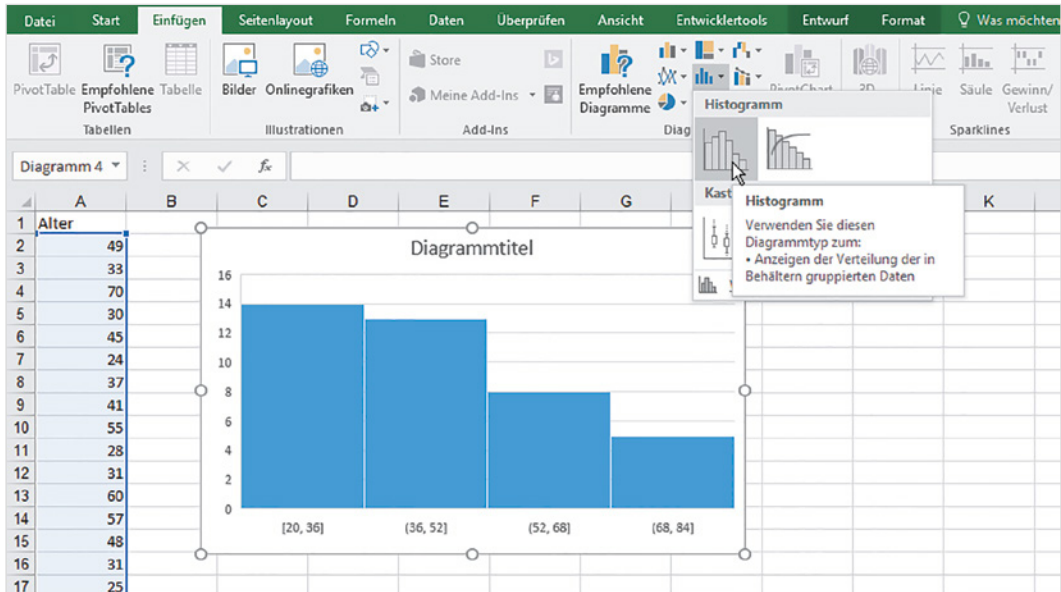 Datei Start Einfügen Seitenlayout Formeln Daten Überprüfen Ansicht Entwicklertools Entwurf Format Was möchten
PivotTable Empfohlene PivotTables Tabelle
Tabellen
Bilder Onlinegrafiken
Illustrationen
Store
Meine Add-Ins
Add-Ins
Empfohlene Diagramme
Diag
PivotChart 3D
Linie Säule Gewinn/
Verlust
Sparklines
Histogramm
Kast
Histogramm
Verwenden Sie diesen
Diagrammtyp zum:
• Anzeigen der Verteilung der in
Behältern gruppierten Daten
Diagramm 4
fx
A B C D E F G K
1 Alter
2 49
3 33
4 70
5 30
6 45
7 24
8 37
9 41
10 55
11 28
12 31
13 60
14 57
15 48
16 31
17 25
Diagrammtitel
16
14
12
10
8
6
4
2
0
[20, 36] (36, 52] (52, 68] (68, 84]